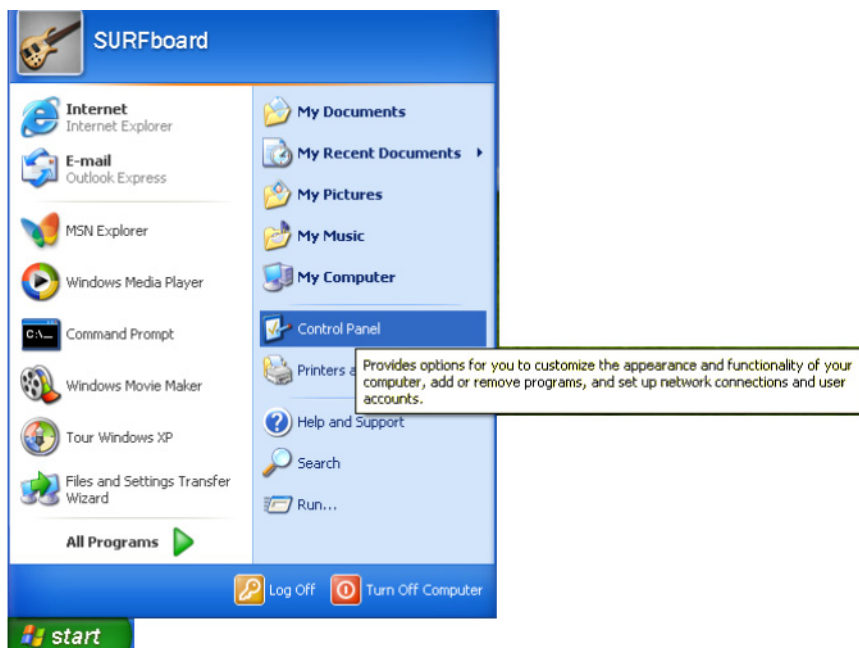 SURFboard
Internet
Internet Explorer
E-mail
Outlook Express
MSN Explorer
Windows Media Player
C:\_
Command Prompt
Windows Movie Maker
Tour Windows XP
Files and Settings Transfer
Wizard
All Programs
My Documents
My Recent Documents
My Pictures
My Music
My Computer
Control Panel
Printers a
Provides options for you to customize the appearance and functionality of your
computer, add or remove programs, and set up network connections and user
accounts.
Help and Support
Search
Run...
Log Off
Turn Off Computer
start